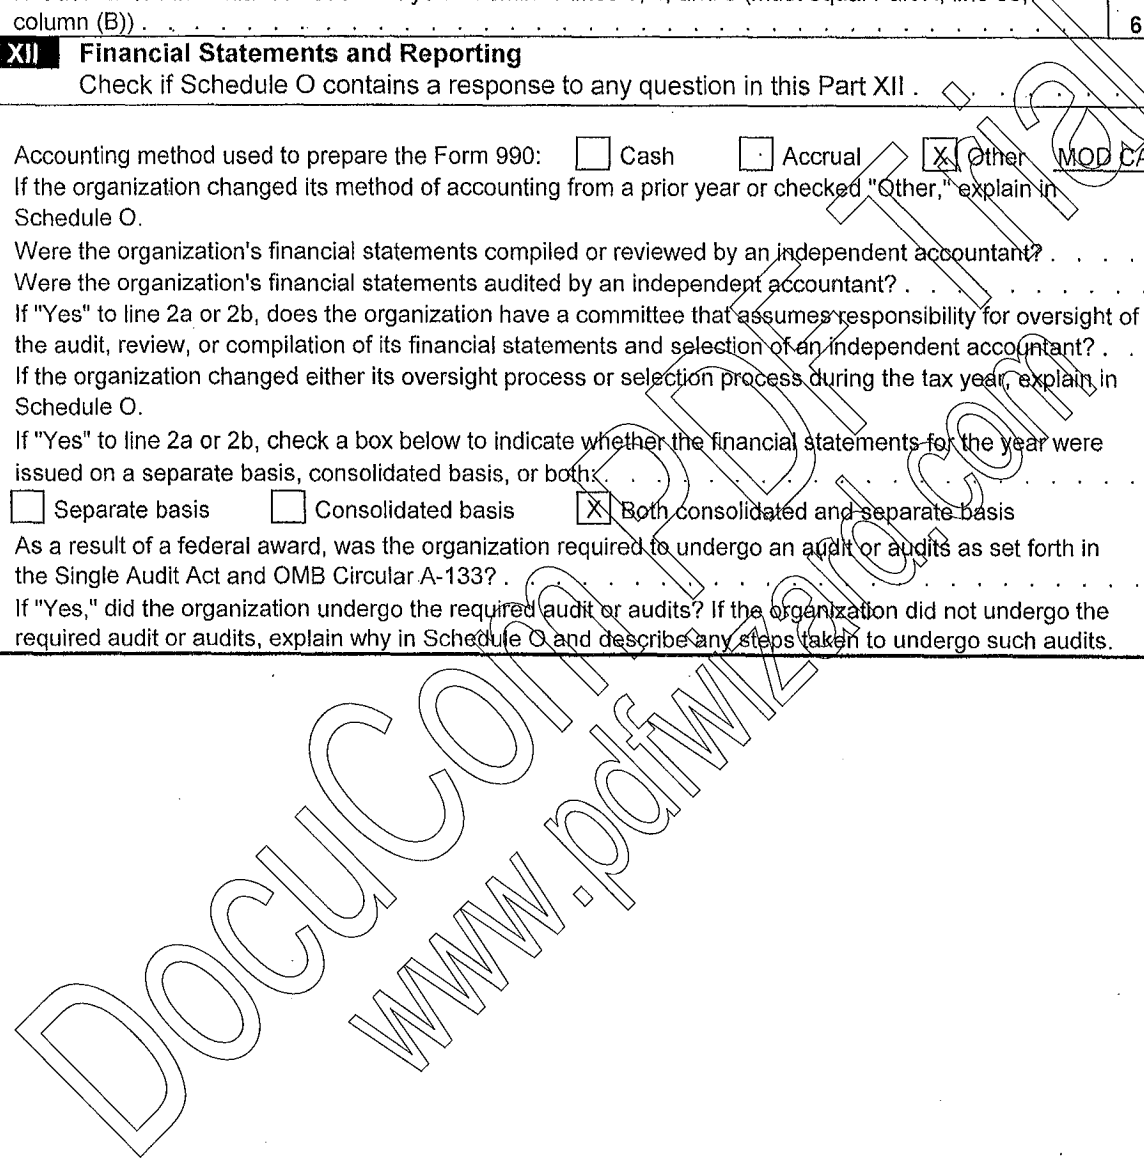 column (B)) . . . . . . . . . . . . . . . . . . . . . . . . . . . . . . . 6
XII Financial Statements and Reporting
Check if Schedule O contains a response to any question in this Part XII . . . . .
Accounting method used to prepare the Form 990: Cash Accrual X Other MOD CA
If the organization changed its method of accounting from a prior year or checked "Other," explain in
Schedule O.
Were the organization's financial statements compiled or reviewed by an independent accountant? . . . .
Were the organization's financial statements audited by an independent accountant? . . . . . . . . .
If "Yes" to line 2a or 2b, does the organization have a committee that assumes responsibility for oversight of
the audit, review, or compilation of its financial statements and selection of an independent accountant? . .
If the organization changed either its oversight process or selection process during the tax year, explain in
Schedule O.
If "Yes" to line 2a or 2b, check a box below to indicate whether the financial statements for the year were
issued on a separate basis, consolidated basis, or both: . . . . . . . . . . . . . . . . . .
Separate basis Consolidated basis X Both consolidated and separate basis
As a result of a federal award, was the organization required to undergo an audit or audits as set forth in
the Single Audit Act and OMB Circular A-133? . . . . . . . . . . . . . . . . . . . . .
If "Yes," did the organization undergo the required audit or audits? If the organization did not undergo the
required audit or audits, explain why in Schedule O and describe any steps taken to undergo such audits.
DocuCom PDF Trial
www.pdfwizard.com